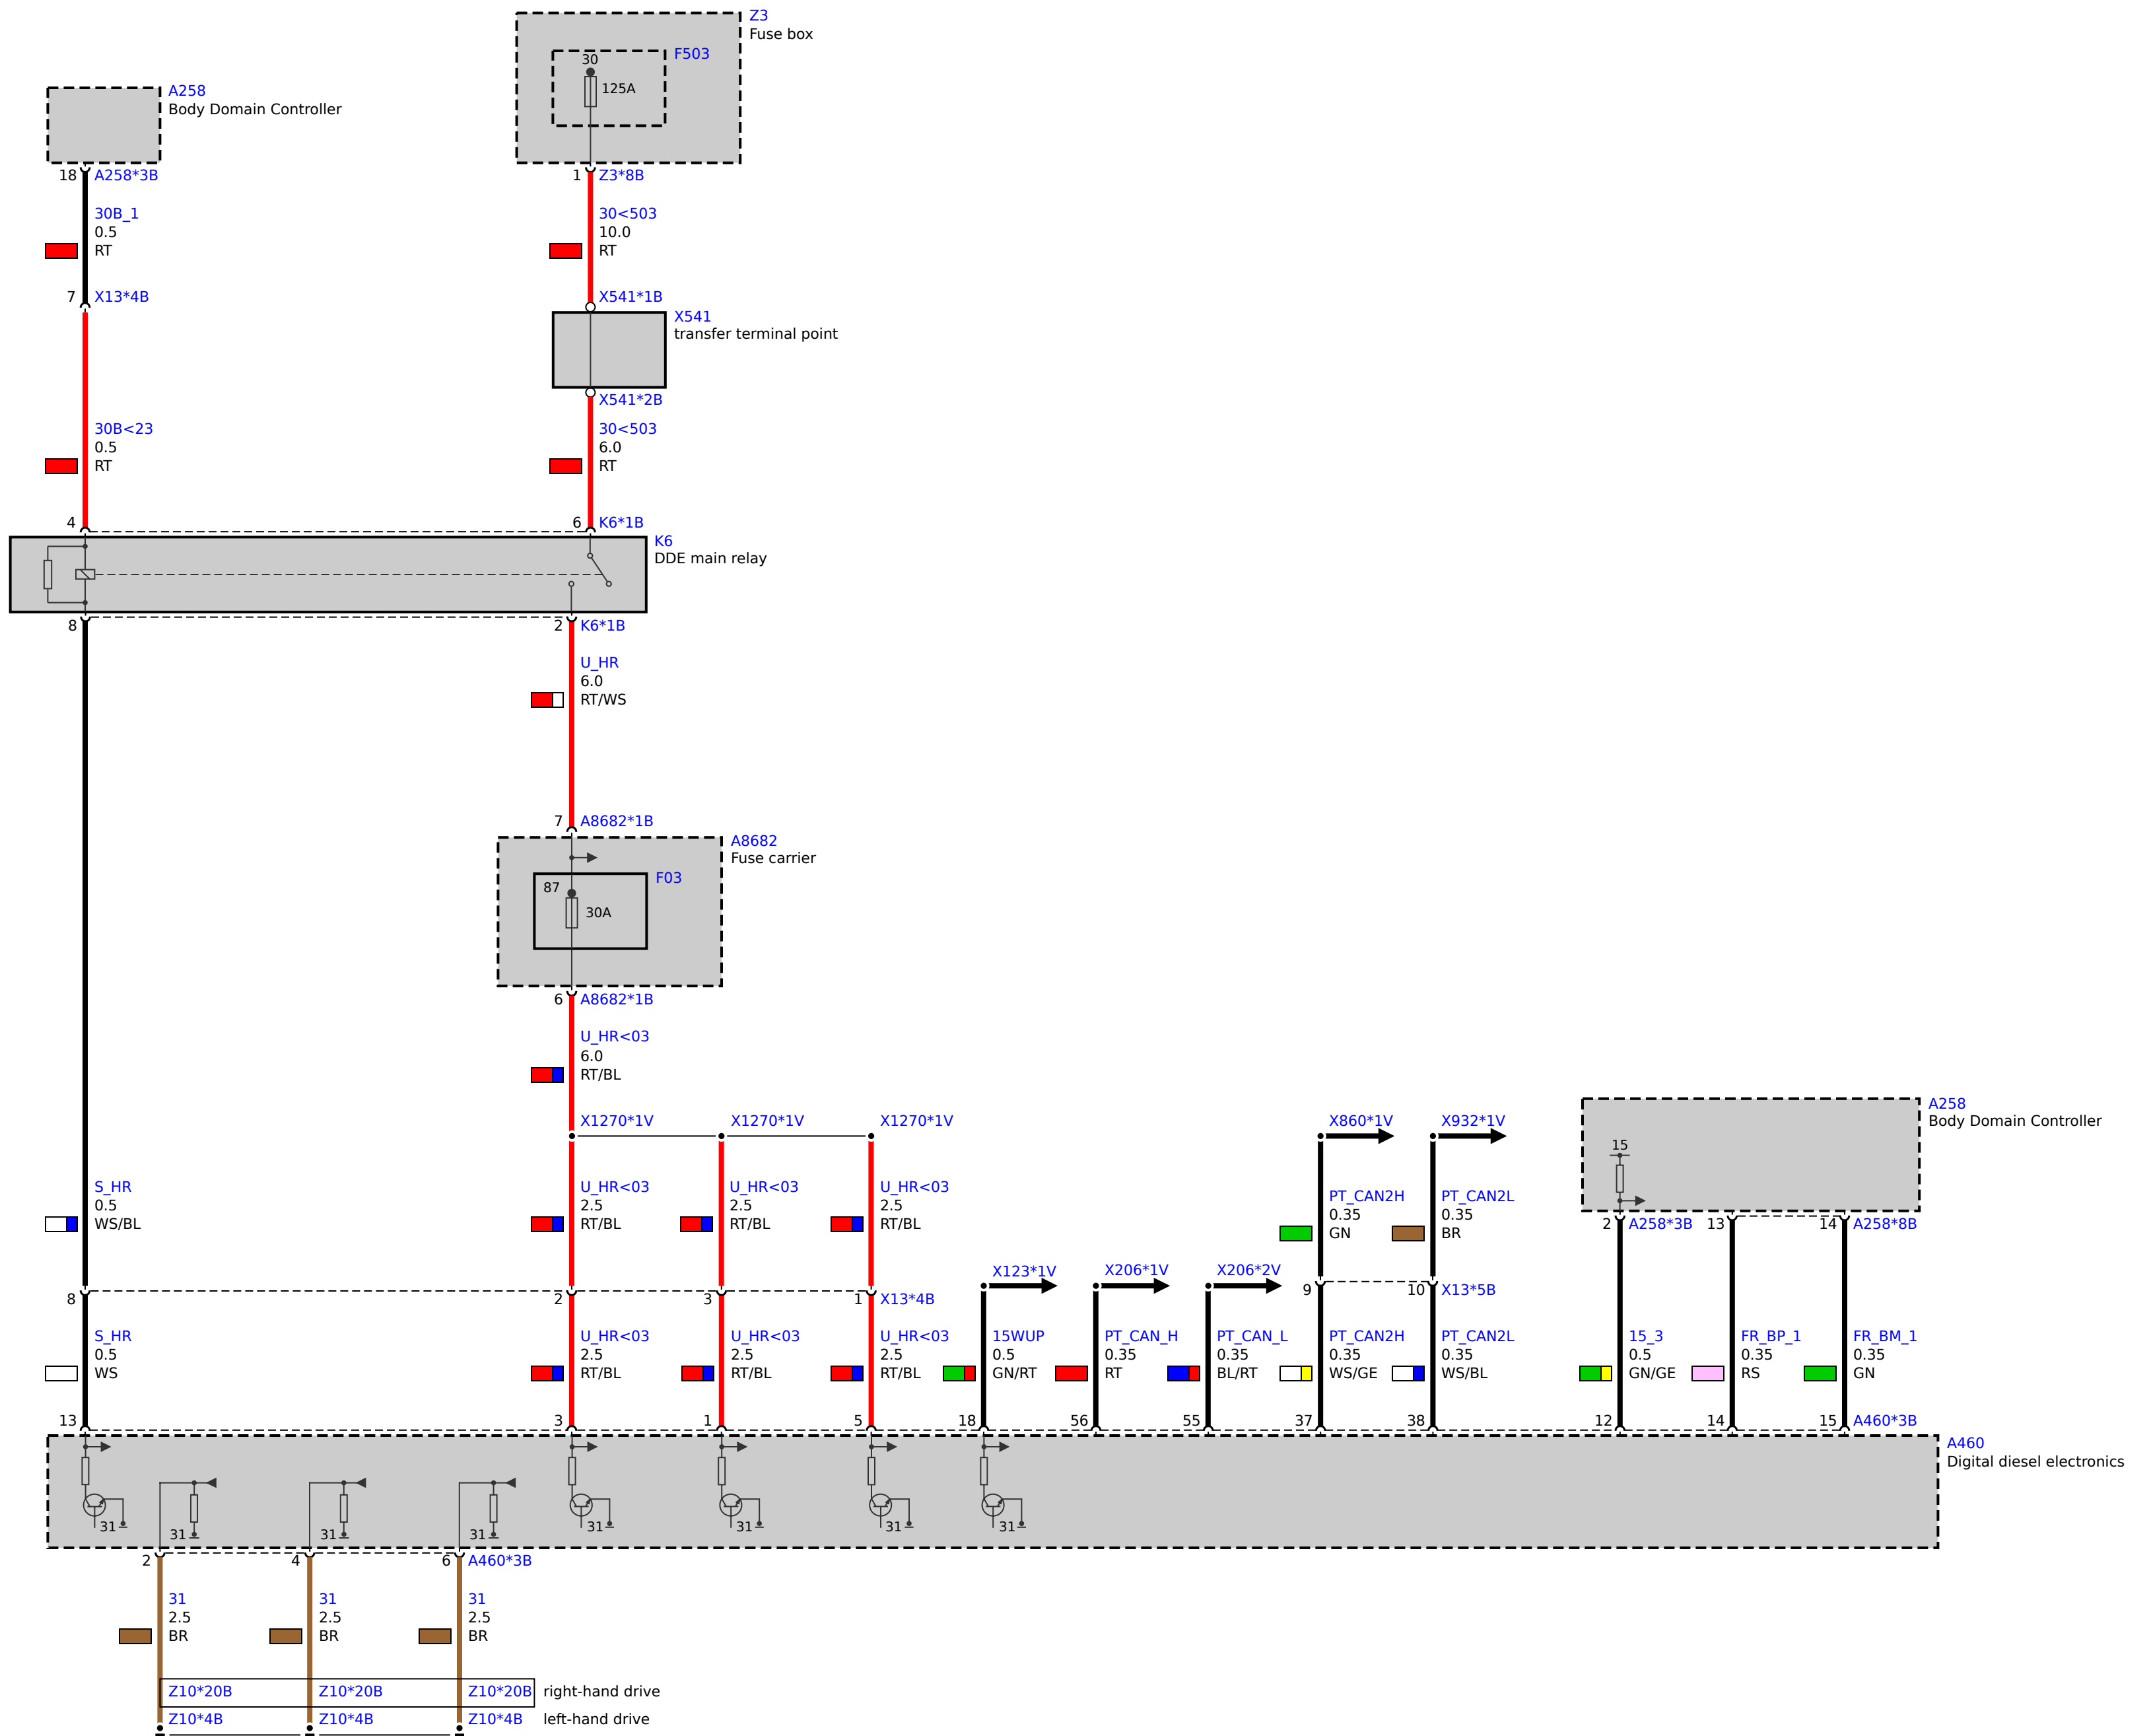 Z3
Fuse box
F503
30
125A
A258
Body Domain Controller
18 A258*3B
1 Z3*8B
30B_1
0.5
RT
30<503
10.0
RT
7 X13*4B
X541*1B
X541
transfer terminal point
X541*2B
30B<23
0.5
RT
30<503
6.0
RT
4
6 K6*1B
K6
DDE main relay
8
2 K6*1B
U_HR
6.0
RT/WS
7 A8682*1B
A8682
Fuse carrier
F03
87
30A
6 A8682*1B
U_HR<03
6.0
RT/BL
X1270*1V X1270*1V X1270*1V
X860*1V X932*1V
A258
Body Domain Controller
15
S_HR
0.5
WS/BL
U_HR<03
2.5
RT/BL
U_HR<03
2.5
RT/BL
U_HR<03
2.5
RT/BL
PT_CAN2H
0.35
GN
PT_CAN2L
0.35
BR
2 A258*3B 13 14 A258*8B
X123*1V X206*1V X206*2V
8 2 3 1 X13*4B
9 10 X13*5B
S_HR
0.5
WS
U_HR<03
2.5
RT/BL
U_HR<03
2.5
RT/BL
U_HR<03
2.5
RT/BL
15WUP
0.5
GN/RT
PT_CAN_H
0.35
RT
PT_CAN_L
0.35
BL/RT
PT_CAN2H
0.35
WS/GE
PT_CAN2L
0.35
WS/BL
15_3
0.5
GN/GE
FR_BP_1
0.35
RS
FR_BM_1
0.35
GN
13 3 1 5 18 56 55 37 38 12 14 15 A460*3B
A460
Digital diesel electronics
31 31 31 31 31 31 31 31
2 4 6 A460*3B
31
2.5
BR
31
2.5
BR
31
2.5
BR
Z10*20B Z10*20B Z10*20B right-hand drive
Z10*4B Z10*4B Z10*4B left-hand drive